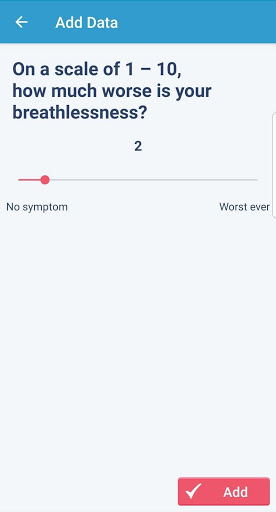 Add Data
On a scale of 1 – 10,
how much worse is your
breathlessness?
2
No symptom
Worst ever
Add